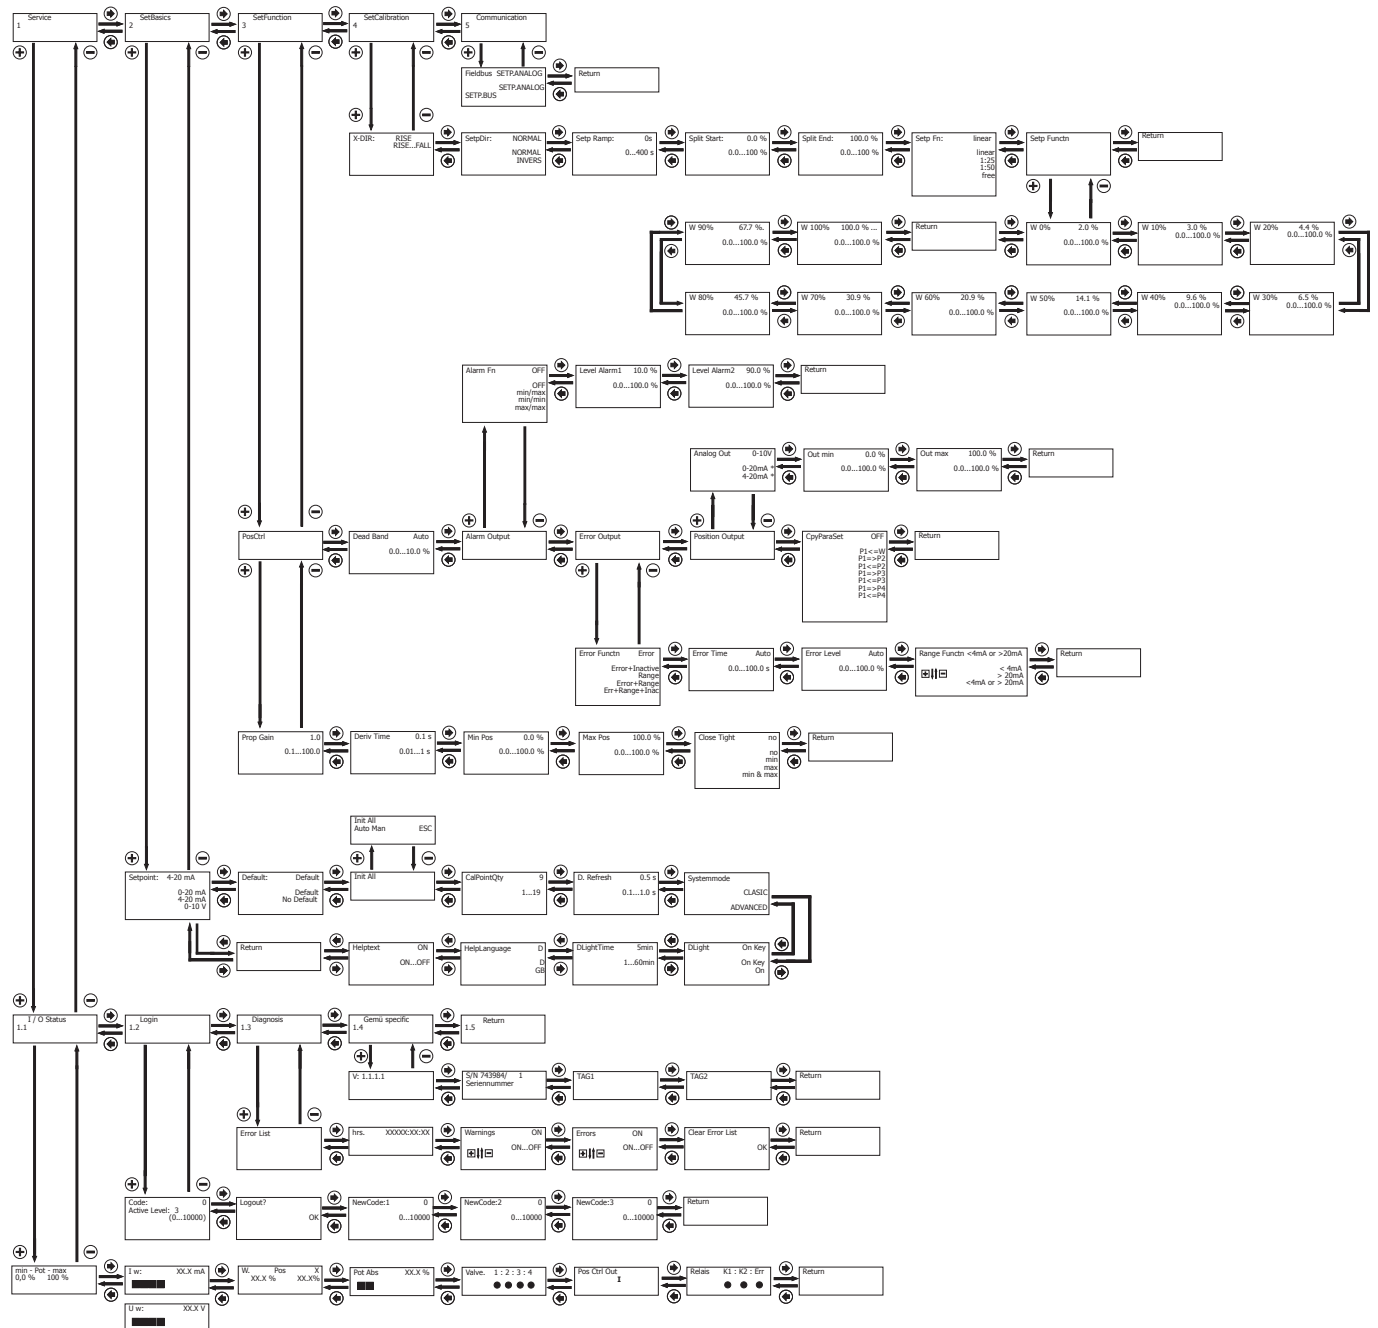 Service
1
SetBasics
2
SetFunction
3
SetCalibration
4
Communication
5
Fieldbus SETP.ANALOG
SETP.ANALOG
SETP.BUS
Return
X-DIR: RISE
RISE...FALL
SetpDir: NORMAL
NORMAL
INVERS
Setp Ramp: 0s
0...400 s
Split Start: 0.0 %
0.0...100 %
Split End: 100.0 %
0.0...100 %
Setp Fn: linear
linear
1:25
1:50
free
Setp Functn
Return
W 90% 67.7 %.
0.0...100.0 %
W 100% 100.0 % ...
0.0...100.0 %
Return
W 0% 2.0 %
0.0...100.0 %
W 10% 3.0 %
0.0...100.0 %
W 20% 4.4 %
0.0...100.0 %
W 80% 45.7 %
0.0...100.0 %
W 70% 30.9 %
0.0...100.0 %
W 60% 20.9 %
0.0...100.0 %
W 50% 14.1 %
0.0...100.0 %
W 40% 9.6 %
0.0...100.0 %
W 30% 6.5 %
0.0...100.0 %
Alarm Fn OFF
OFF
min/max
min/min
max/max
Level Alarm1 10.0 %
0.0...100.0 %
Level Alarm2 90.0 %
0.0...100.0 %
Return
Analog Out 0-10V
0-20mA *
4-20mA *
Out min 0.0 %
0.0...100.0 %
Out max 100.0 %
0.0...100.0 %
Return
PosCtrl
Dead Band Auto
0.0...10.0 %
Alarm Output
Error Output
Position Output
CpyParaSet OFF
P1<=W
P1=>P2
P1<=P2
P1=>P3
P1<=P3
P1=>P4
P1<=P4
Return
Error Functn Error
Error+Inactive
Range
Error+Range
Err+Range+Inac
Error Time Auto
0.0...100.0 s
Error Level Auto
0.0...100.0 %
Range Functn <4mA or >20mA
< 4mA
> 20mA
<4mA or > 20mA
Return
Prop Gain 1.0
0.1...100.0
Deriv Time 0.1 s
0.01...1 s
Min Pos 0.0 %
0.0...100.0 %
Max Pos 100.0 %
0.0...100.0 %
Close Tight no
no
min
max
min & max
Return
Init All
Auto Man ESC
Setpoint: 4-20 mA
0-20 mA
4-20 mA
0-10 V
Default: Default
Default
No Default
Init All
CalPointQty 9
1...19
D. Refresh 0.5 s
0.1...1.0 s
Systemmode
CLASIC
ADVANCED
Return
Helptext ON
ON...OFF
HelpLanguage D
D
GB
DLightTime 5min
1...60min
DLight On Key
On Key
On
I / O Status
1.1
Login
1.2
Diagnosis
1.3
Gemü specific
1.4
Return
1.5
V: 1.1.1.1
S/N 743984/ 1
Seriennummer
TAG1
TAG2
Return
Error List
hrs. XXXXX:XX:XX
Warnings ON
ON...OFF
Errors ON
ON...OFF
Clear Error List
OK
Return
Code: 0
Active Level: 3
(0...10000)
Logout?
OK
NewCode:1 0
0...10000
NewCode:2 0
0...10000
NewCode:3 0
0...10000
Return
min - Pot - max
0,0 % 100 %
I w: XX.X mA
W. Pos X
XX.X % XX.X%
Pot Abs XX.X %
Valve. 1 : 2 : 3 : 4
Pos Ctrl Out
I
Relais K1 : K2 : Err
Return
U w: XX.X V